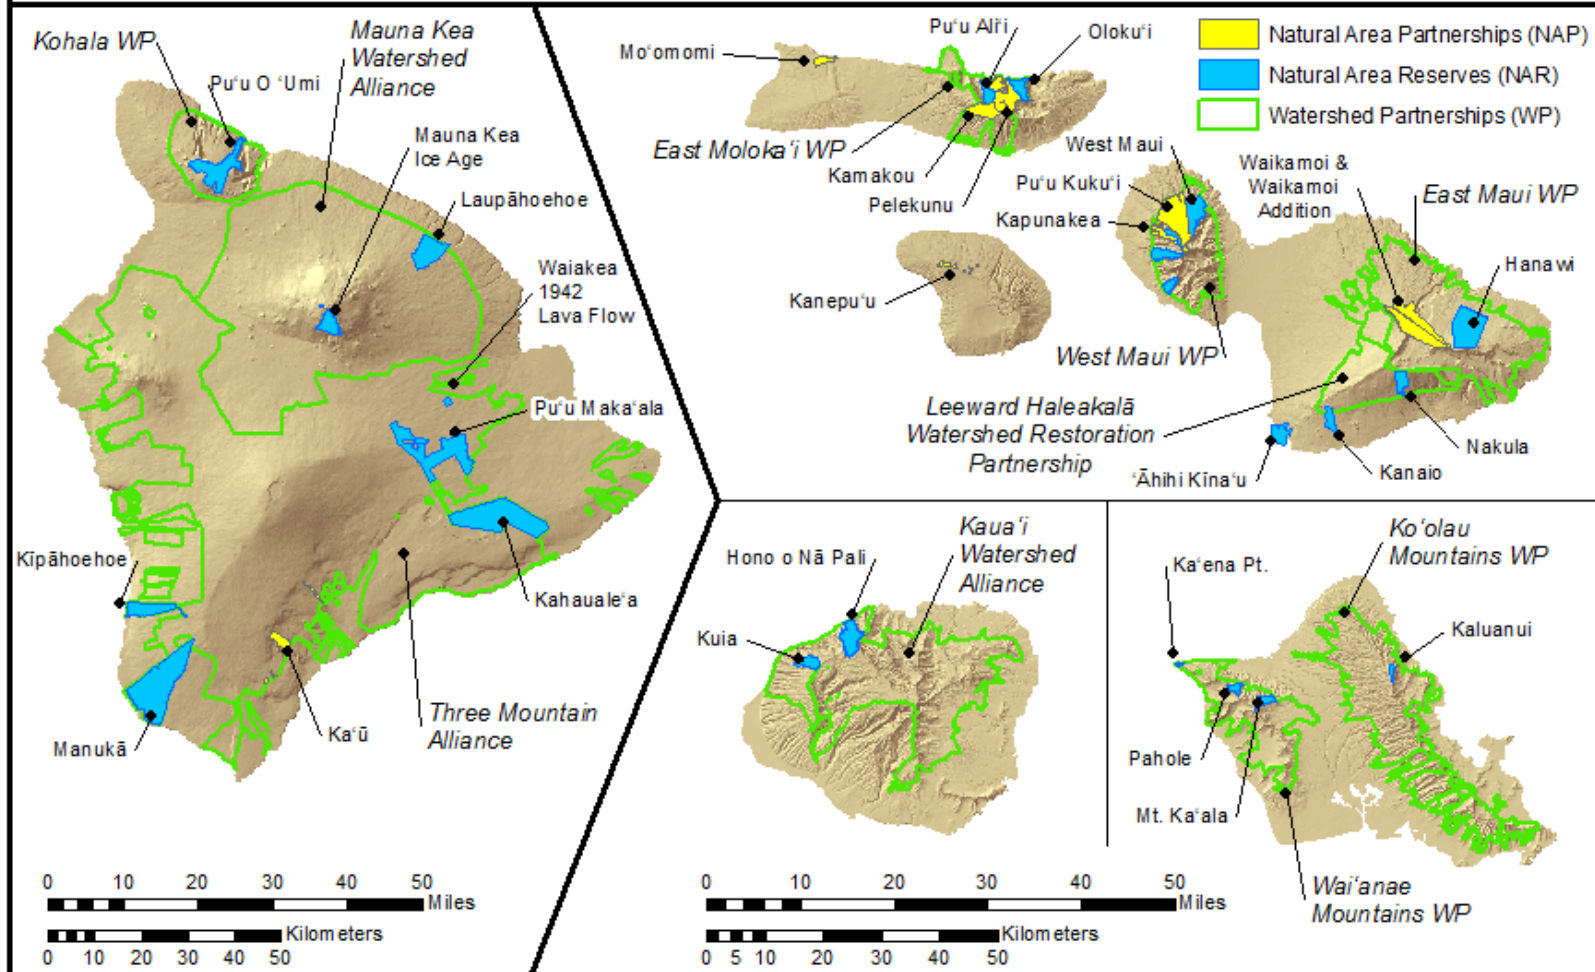 Kohala WP
Mauna Kea
Watershed
Alliance
Puʻu O ʻUmi
Mauna Kea
Ice Age
Laupāhoehoe
Waiakea
1942
Lava Flow
Puʻu Makaʻala
Kīpāhoehoe
Kahaualeʻa
Manukā
Kaʻū
Three Mountain
Alliance
0 10 20 30 40 50
Miles
Kilometers
0 10 20 30 40 50
Moʻomomi
Puʻu Aliʻi
Olokuʻi
East Molokaʻi WP
Kamakou
Pelekunu
Kanepuʻu
West Maui
Puʻu Kukuʻi
Kapunakea
West Maui WP
Waikamoi &
Waikamoi
Addition
East Maui WP
Hanawi
Leeward Haleakalā
Watershed Restoration
Partnership
ʻĀhihi Kīnaʻu
Kanaio
Nakula
Natural Area Partnerships (NAP)
Natural Area Reserves (NAR)
Watershed Partnerships (WP)
Hono o Nā Pali
Kauaʻi
Watershed
Alliance
Kuia
Kaʻena Pt.
Koʻolau
Mountains WP
Kaluanui
Pahole
Mt. Kaʻala
Waiʻanae
Mountains WP
0 10 20 30 40 50
Miles
Kilometers
0 5 10 20 30 40 50